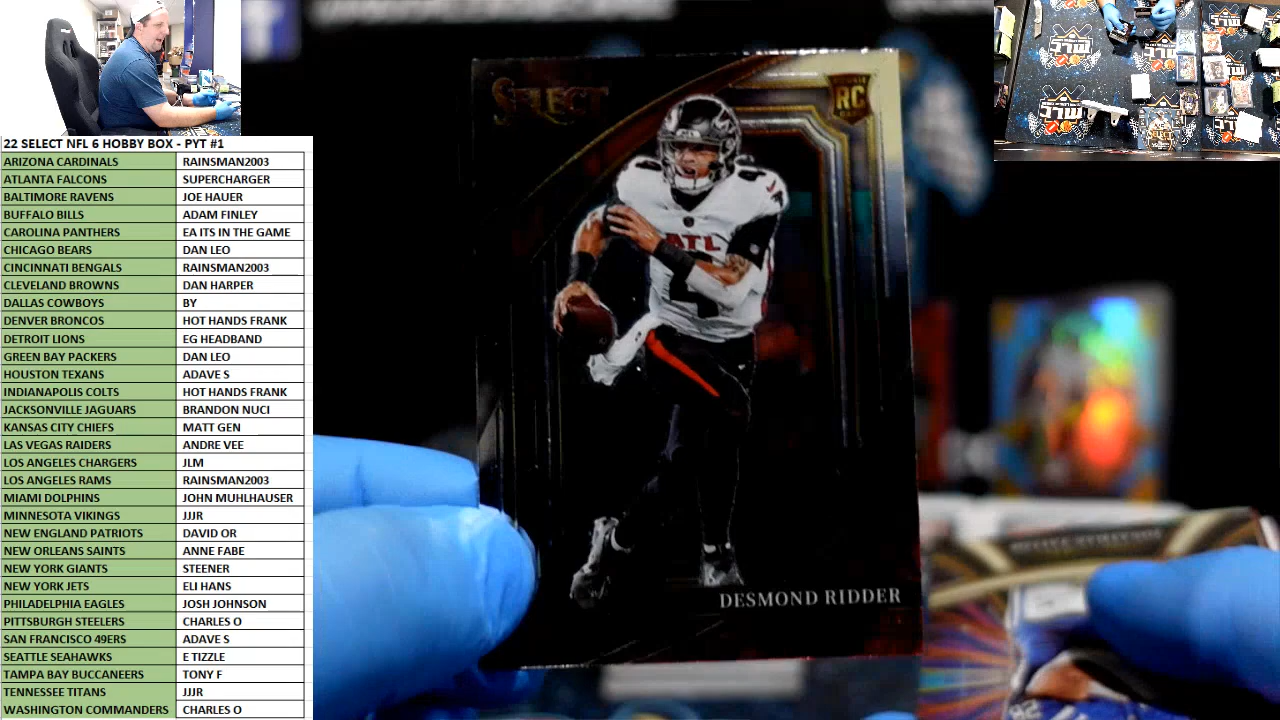 22 SELECT NFL 6 HOBBY BOX - PYT #1
ARIZONA CARDINALS RAINSMAN2003
ATLANTA FALCONS SUPERCHARGER
BALTIMORE RAVENS JOE HAUER
BUFFALO BILLS ADAM FINLEY
CAROLINA PANTHERS EA ITS IN THE GAME
CHICAGO BEARS DAN LEO
CINCINNATI BENGALS RAINSMAN2003
CLEVELAND BROWNS DAN HARPER
DALLAS COWBOYS BY
DENVER BRONCOS HOT HANDS FRANK
DETROIT LIONS EG HEADBAND
GREEN BAY PACKERS DAN LEO
HOUSTON TEXANS ADAVE S
INDIANAPOLIS COLTS HOT HANDS FRANK
JACKSONVILLE JAGUARS BRANDON NUCI
KANSAS CITY CHIEFS MATT GEN
LAS VEGAS RAIDERS ANDRE VEE
LOS ANGELES CHARGERS JLM
LOS ANGELES RAMS RAINSMAN2003
MIAMI DOLPHINS JOHN MUHLHAUSER
MINNESOTA VIKINGS JJJR
NEW ENGLAND PATRIOTS DAVID OR
NEW ORLEANS SAINTS ANNE FABE
NEW YORK GIANTS STEENER
NEW YORK JETS ELI HANS
PHILADELPHIA EAGLES JOSH JOHNSON
PITTSBURGH STEELERS CHARLES O
SAN FRANCISCO 49ERS ADAVE S
SEATTLE SEAHAWKS E TIZZLE
TAMPA BAY BUCCANEERS TONY F
TENNESSEE TITANS JJJR
WASHINGTON COMMANDERS CHARLES O
SELECT
RC
ATL
4
DESMOND RIDDER